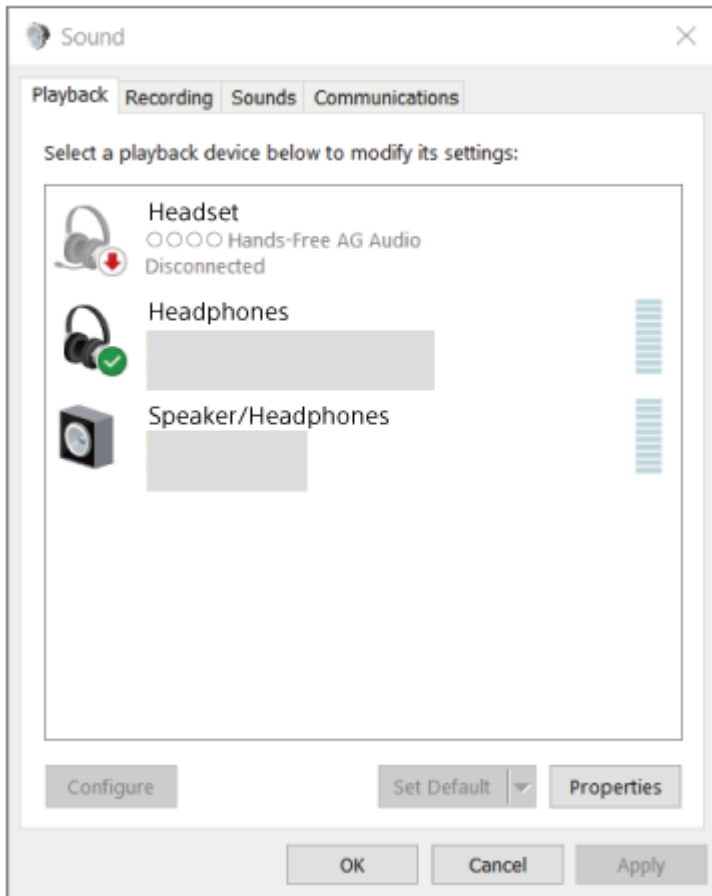 Sound
Playback Recording Sounds Communications
Select a playback device below to modify its settings:
Headset
○○○○ Hands-Free AG Audio
Disconnected
Headphones
Speaker/Headphones
Configure Set Default Properties
OK Cancel Apply